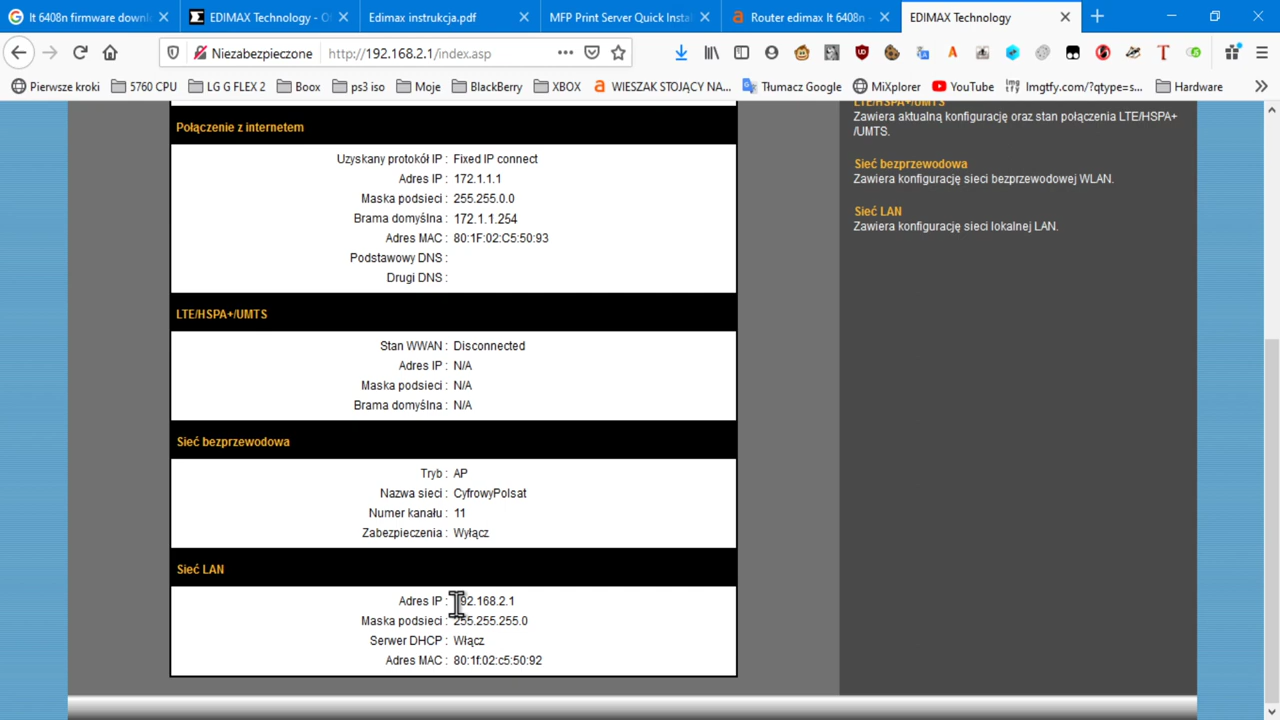 lt 6408n firmware downl
EDIMAX Technology - O
Edimax instrukcja.pdf
MFP Print Server Quick Instal
Router edimax lt 6408n -
EDIMAX Technology
Niezabezpieczone
http://192.168.2.1/index.asp
Pierwsze kroki
5760 CPU
LG G FLEX 2
Boox
ps3 iso
Moje
BlackBerry
XBOX
WIESZAK STOJĄCY NA...
Tłumacz Google
MiXplorer
YouTube
lmgtfy.com/?qtype=s...
Hardware
Połączenie z internetem
Uzyskany protokół IP : Fixed IP connect
Adres IP : 172.1.1.1
Maska podsieci : 255.255.0.0
Brama domyślna : 172.1.1.254
Adres MAC : 80:1F:02:C5:50:93
Podstawowy DNS :
Drugi DNS :
LTE/HSPA+/UMTS
Stan WWAN : Disconnected
Adres IP : N/A
Maska podsieci : N/A
Brama domyślna : N/A
Sieć bezprzewodowa
Tryb : AP
Nazwa sieci : CyfrowyPolsat
Numer kanału : 11
Zabezpieczenia : Wyłącz
Sieć LAN
Adres IP : 192.168.2.1
Maska podsieci : 255.255.255.0
Serwer DHCP : Włącz
Adres MAC : 80:1f:02:c5:50:92
LTE/HSPA+/UMTS
Zawiera aktualną konfigurację oraz stan połączenia LTE/HSPA+
/UMTS.
Sieć bezprzewodowa
Zawiera konfigurację sieci bezprzewodowej WLAN.
Sieć LAN
Zawiera konfigurację sieci lokalnej LAN.